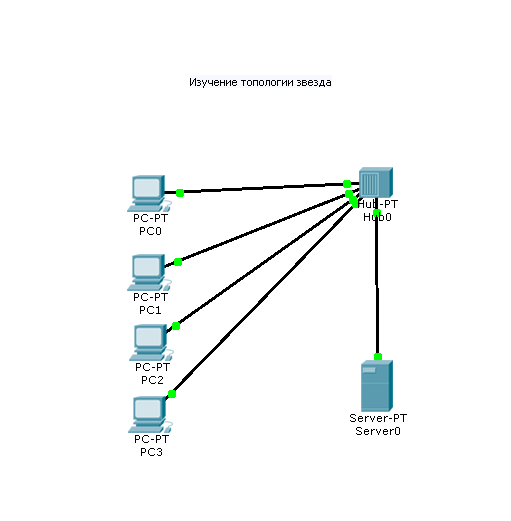 Изучение топологии звезда
PC-PT
PC0
Hub-PT
Hub0
PC-PT
PC1
PC-PT
PC2
PC-PT
PC3
Server-PT
Server0